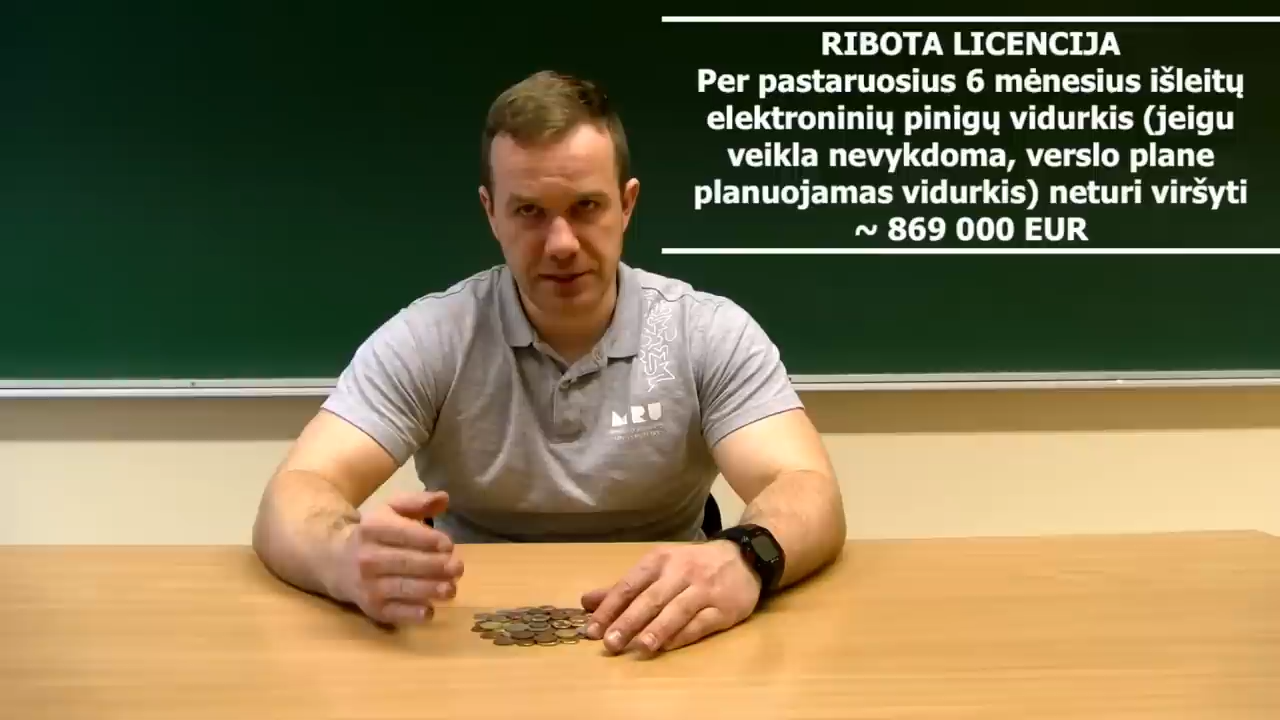 RIBOTA LICENCIJA
Per pastaruosius 6 mėnesius išleitų
elektroninių pinigų vidurkis (jeigu
veikla nevykdoma, verslo plane
planuojamas vidurkis) neturi viršyti
~ 869 000 EUR
MRU